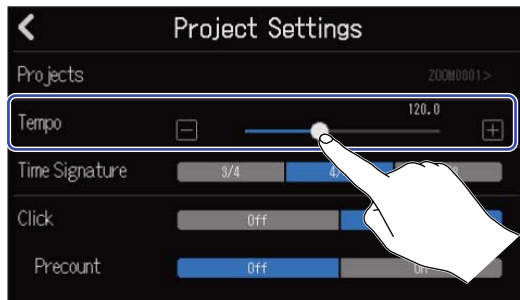 Project Settings
Projects ZOOM0001>
Tempo 120.0
Time Signature 3/4
Click Off
Precount Off